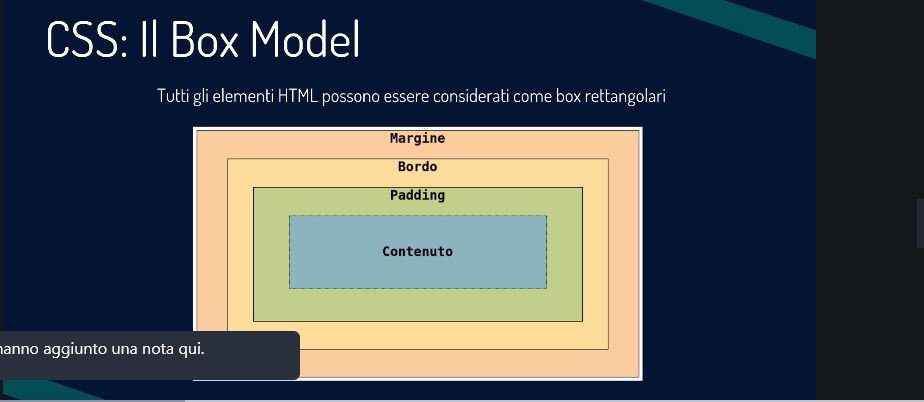 CSS: Il Box Model
Tutti gli elementi HTML possono essere considerati come box rettangolari
Margine
Bordo
Padding
Contenuto
hanno aggiunto una nota qui.